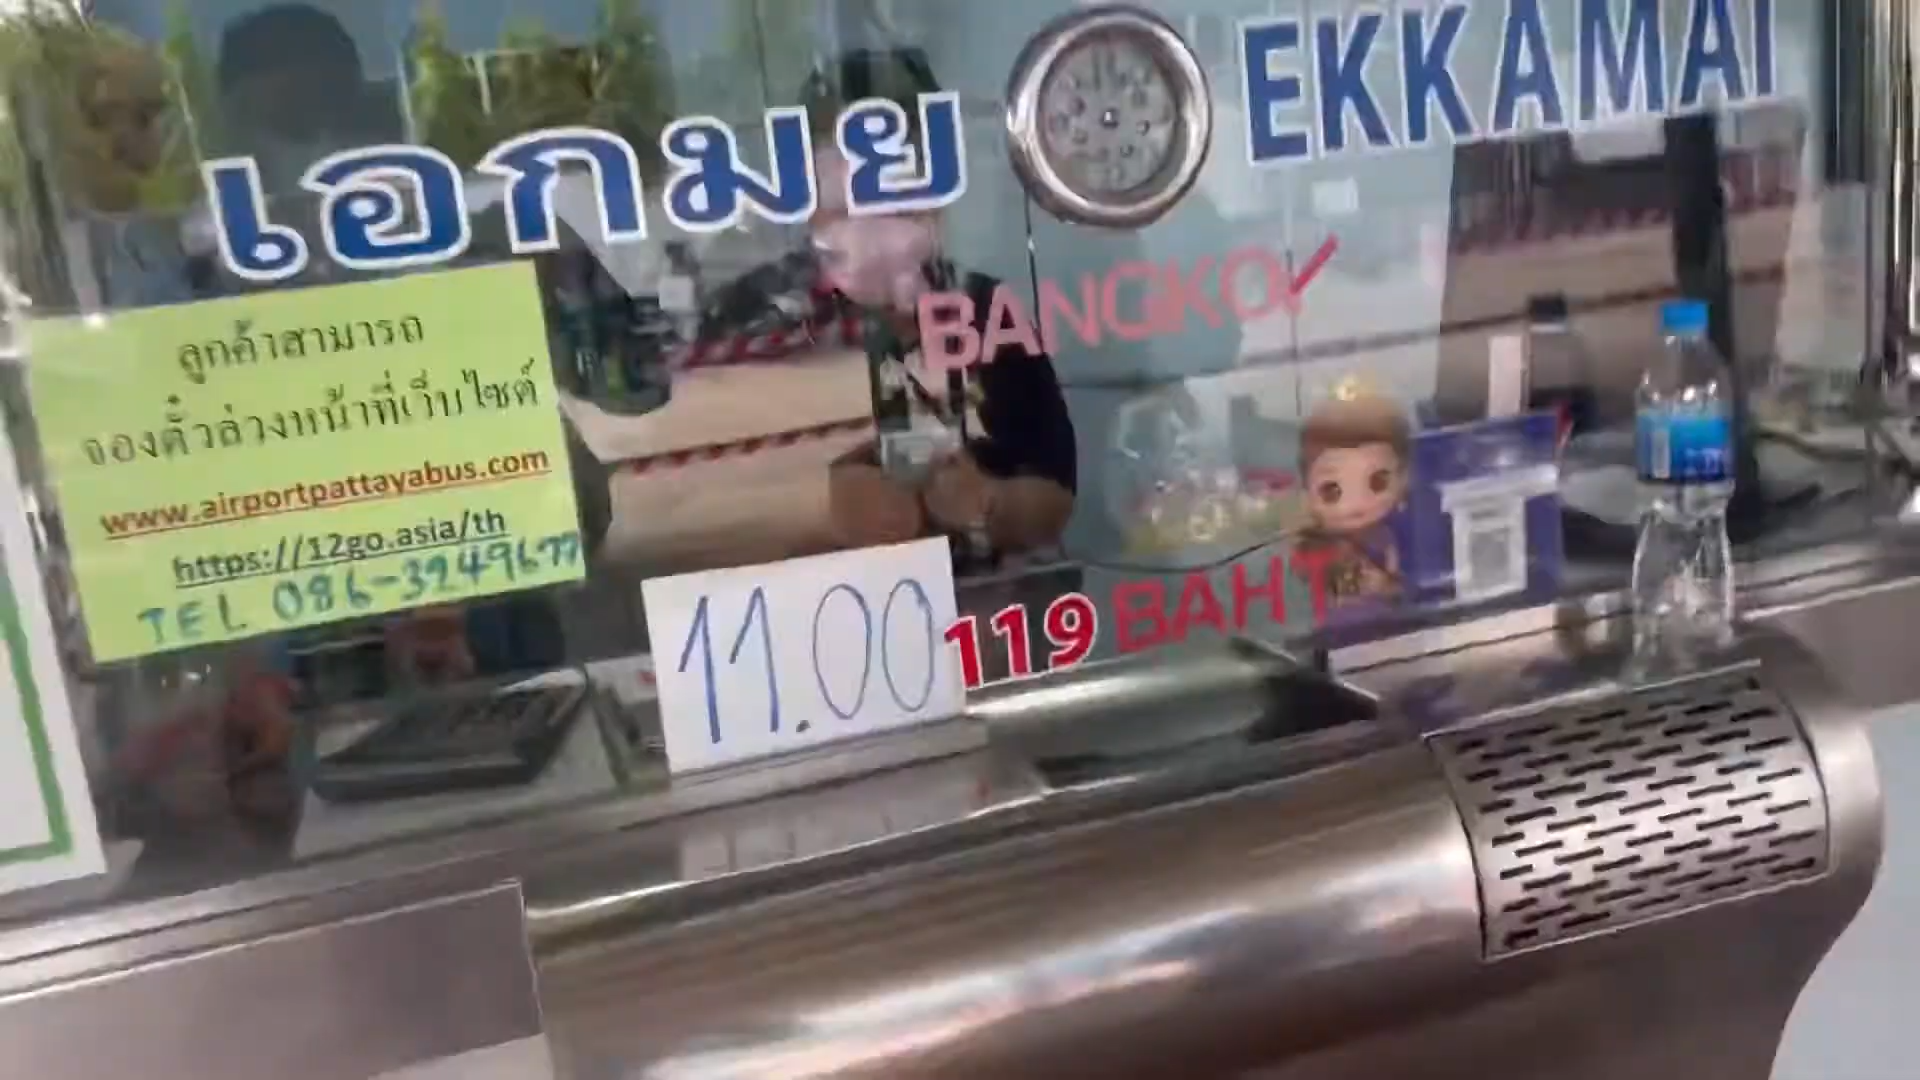 เอกมย
EKKAMAI
BANGKO
ลูกค้าสามารถ
จองตั๋วล่วงหน้าที่เว็บไซต์
www.airportpattayabus.com
https://12go.asia/th
TEL 086-3249677
11.00
119 BAHT